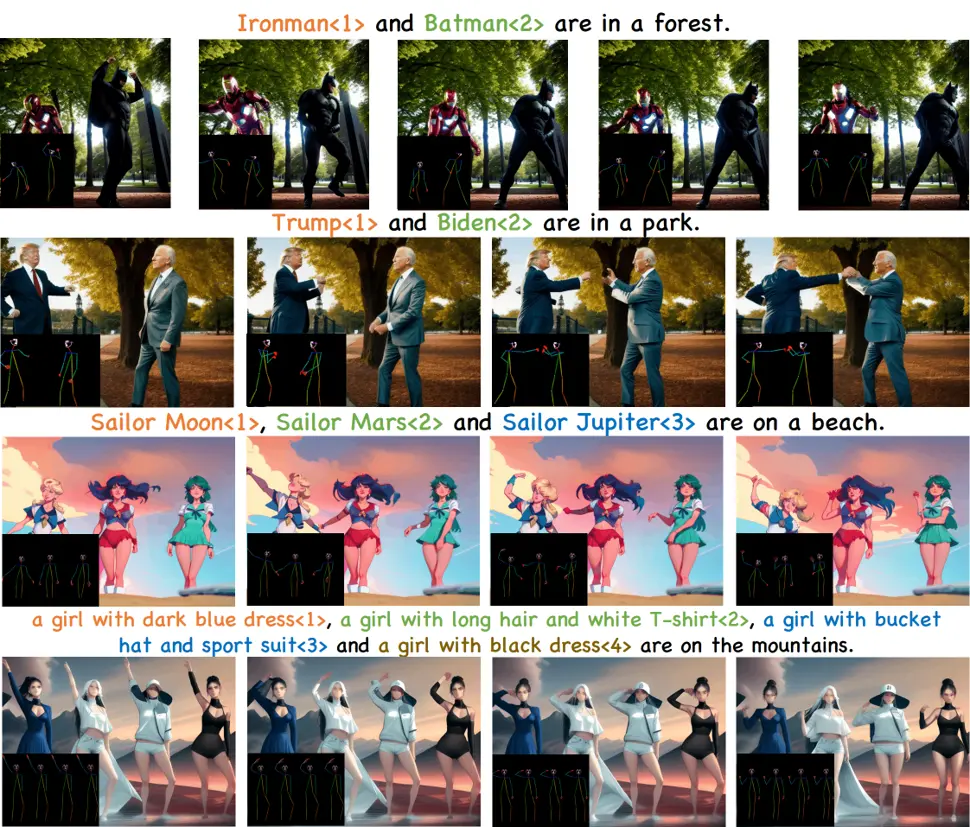 Ironman<1> and Batman<2> are in a forest.
Trump<1> and Biden<2> are in a park.
Sailor Moon<1>, Sailor Mars<2> and Sailor Jupiter<3> are on a beach.
a girl with dark blue dress<1>, a girl with long hair and white T-shirt<2>, a girl with bucket
hat and sport suit<3> and a girl with black dress<4> are on the mountains.